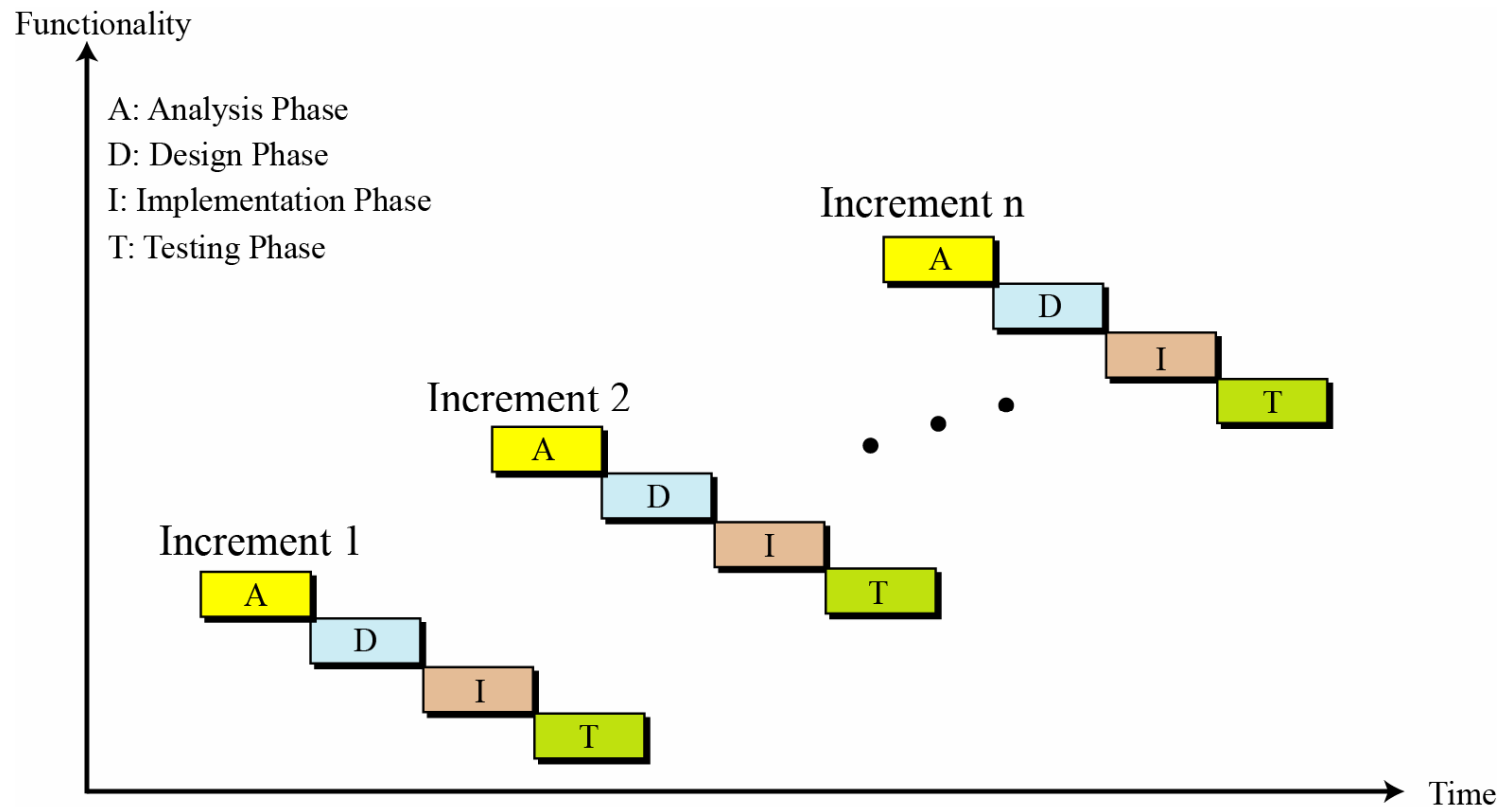 Functionality
A: Analysis Phase
D: Design Phase
I: Implementation Phase
T: Testing Phase
Increment n
A
D
I
T
Increment 2
A
D
I
T
Increment 1
A
D
I
T
Time